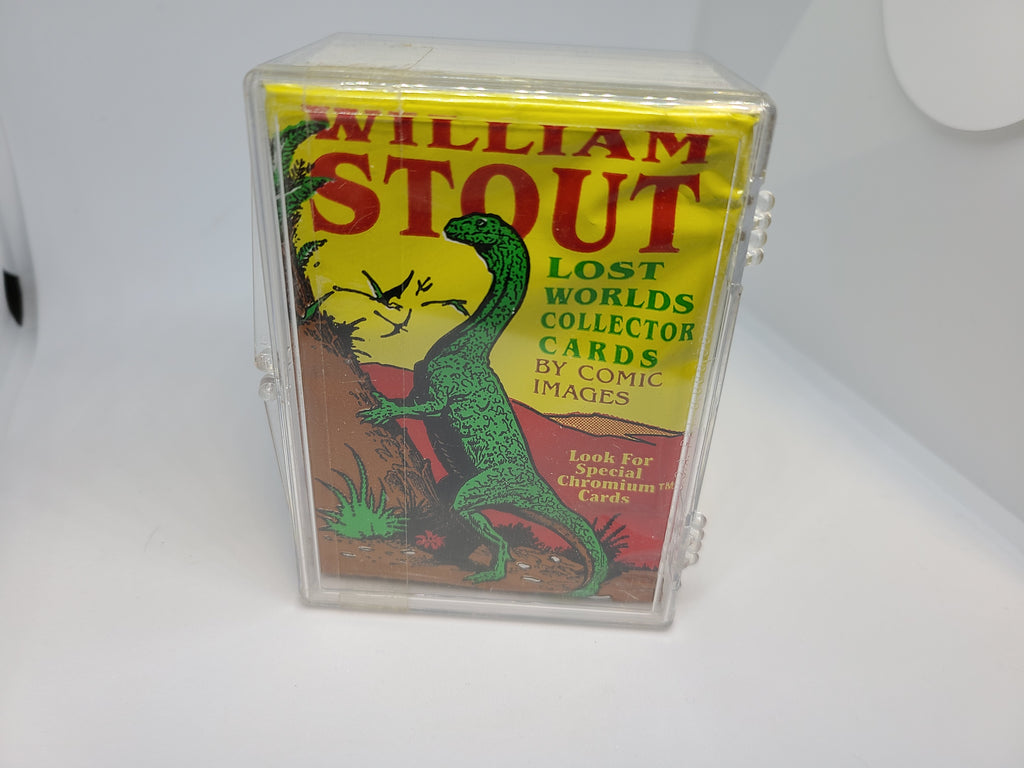 WILLIAM
STOUT
LOST
WORLDS
COLLECTOR
CARDS
BY COMIC
IMAGES
Look For
Special
Chromium™
Cards